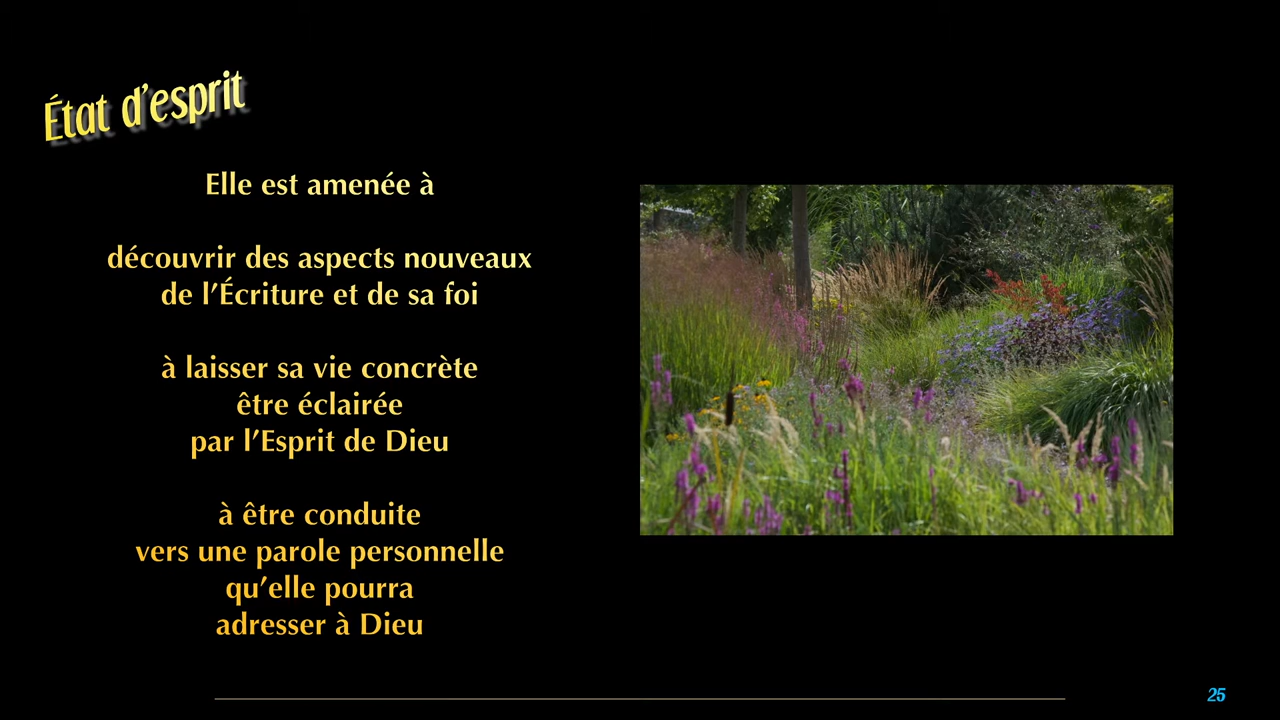 État d’esprit
Elle est amenée à
découvrir des aspects nouveaux
de l’Écriture et de sa foi
à laisser sa vie concrète
être éclairée
par l’Esprit de Dieu
à être conduite
vers une parole personnelle
qu’elle pourra
adresser à Dieu
25